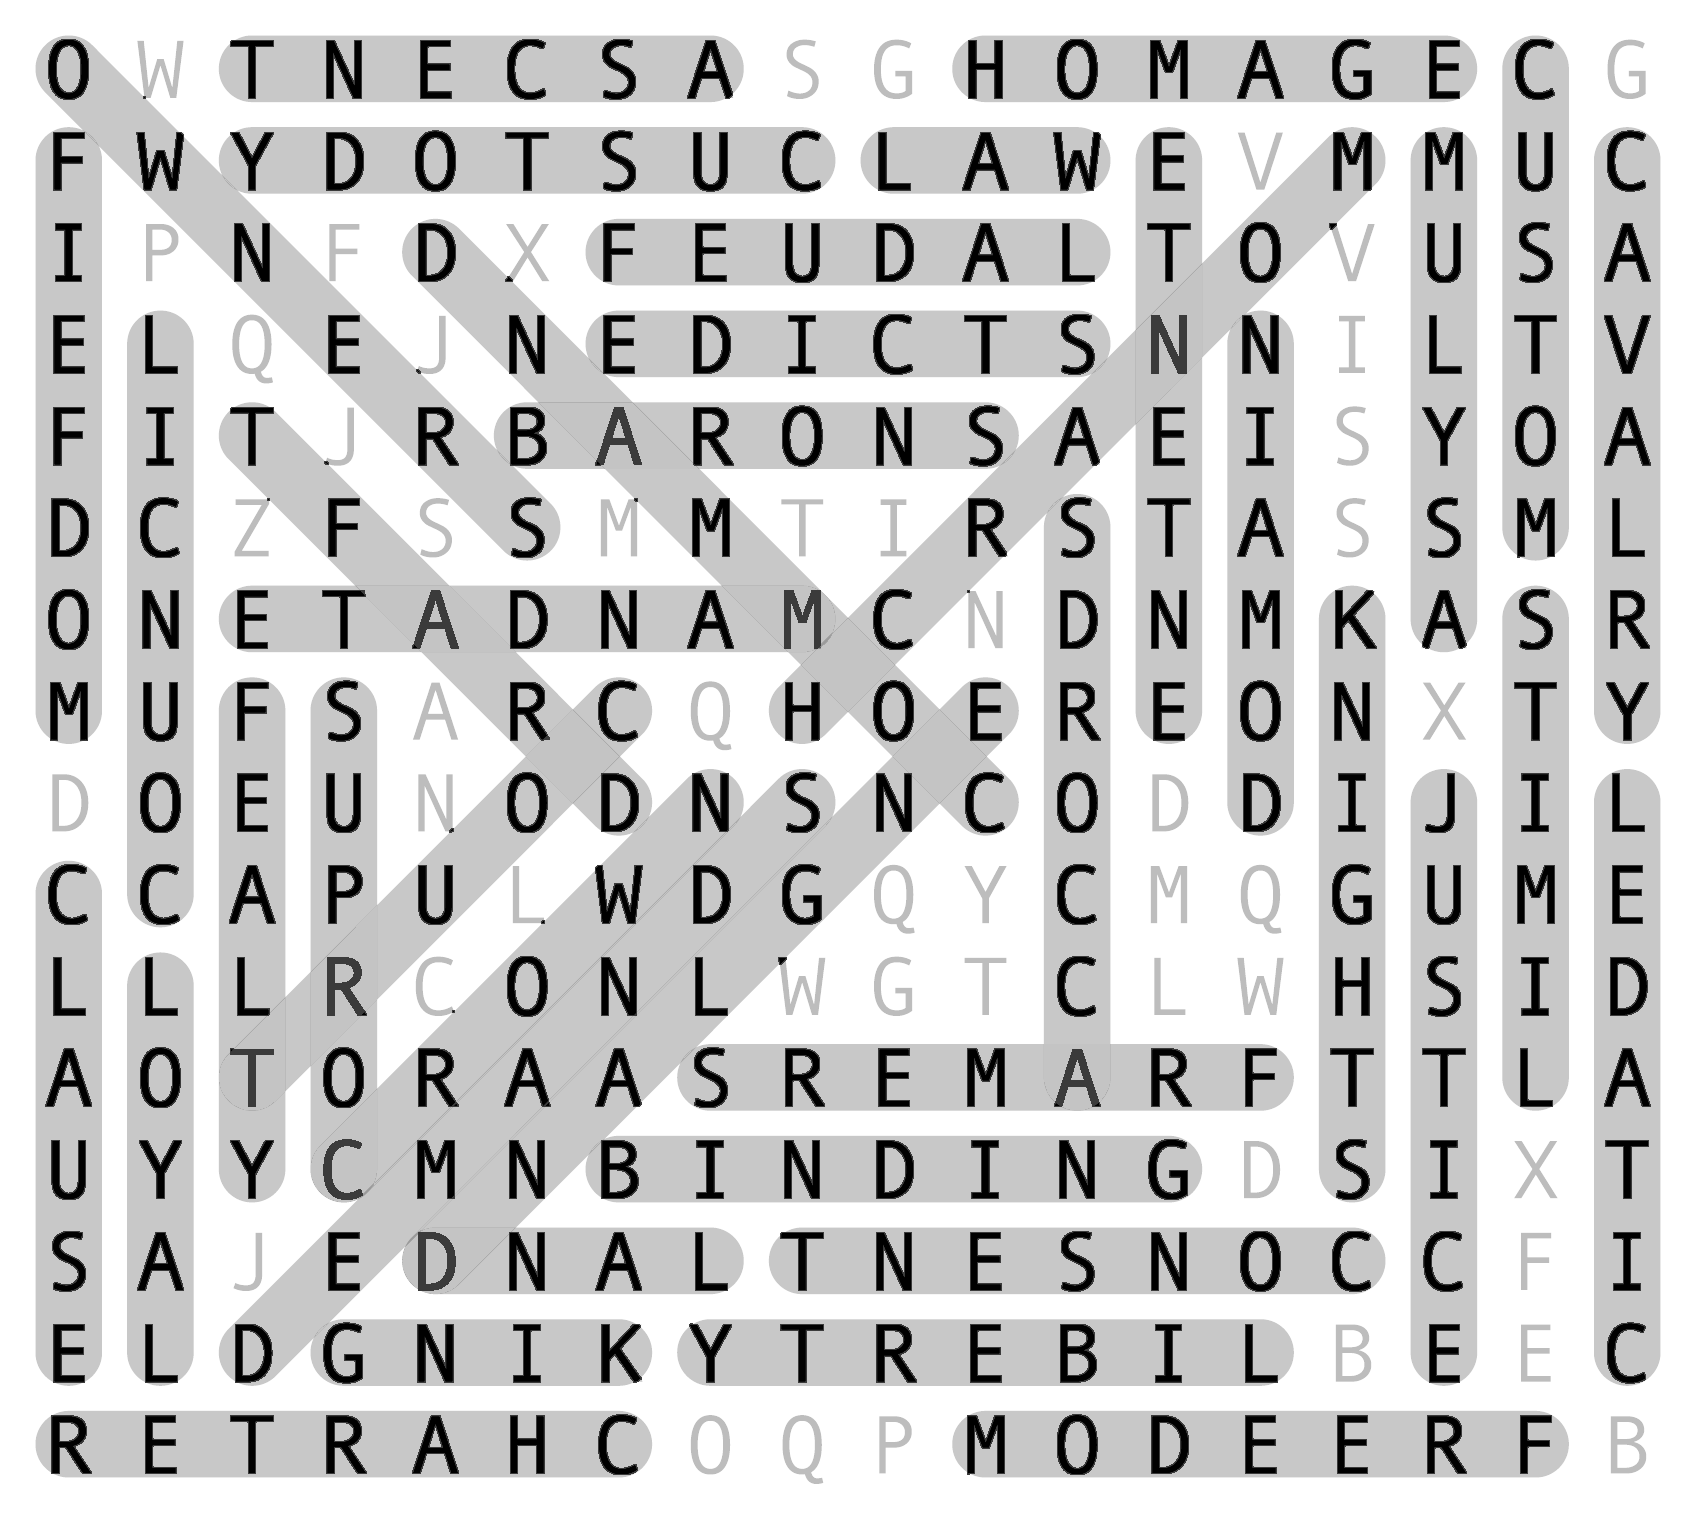 O W T N E C S A S G H O M A G E C G
F W Y D O T S U C L A W E V M M U C
I P N F D X F E U D A L T O V U S A
E L Q E J N E D I C T S N N I L T V
F I T J R B A R O N S A E I S Y O A
D C Z F S S M M T I R S T A S S M L
O N E T A D N A M C N D N M K A S R
M U F S A R C Q H O E R E O N X T Y
D O E U N O D N S N C O D D I J I L
C C A P U L W D G Q Y C M Q G U M E
L L L R C O N L W G T C L W H S I D
A O T O R A A S R E M A R F T T L A
U Y Y C M N B I N D I N G D S I X T
S A J E D N A L T N E S N O C C F I
E L D G N I K Y T R E B I L B E E C
R E T R A H C O Q P M O D E E R F B